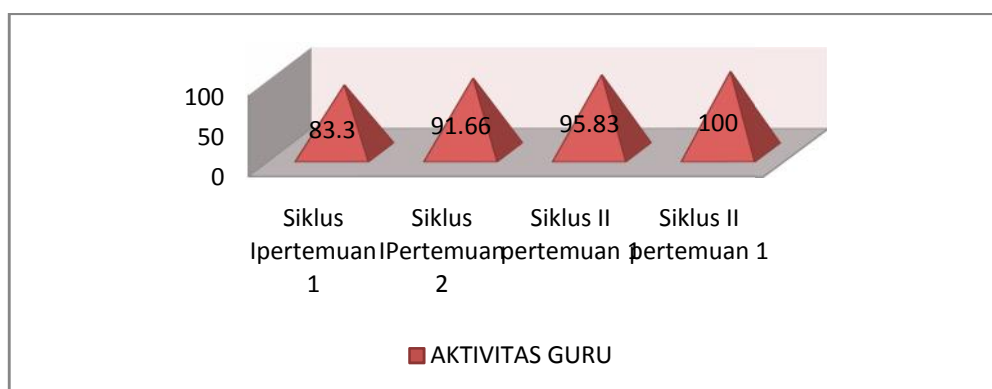 100
50
0
83.3
91.66
95.83
100
Siklus
Ipertemuan
1
Siklus
IPertemuan
2
Siklus II
pertemuan 1
Siklus II
pertemuan 1
AKTIVITAS GURU